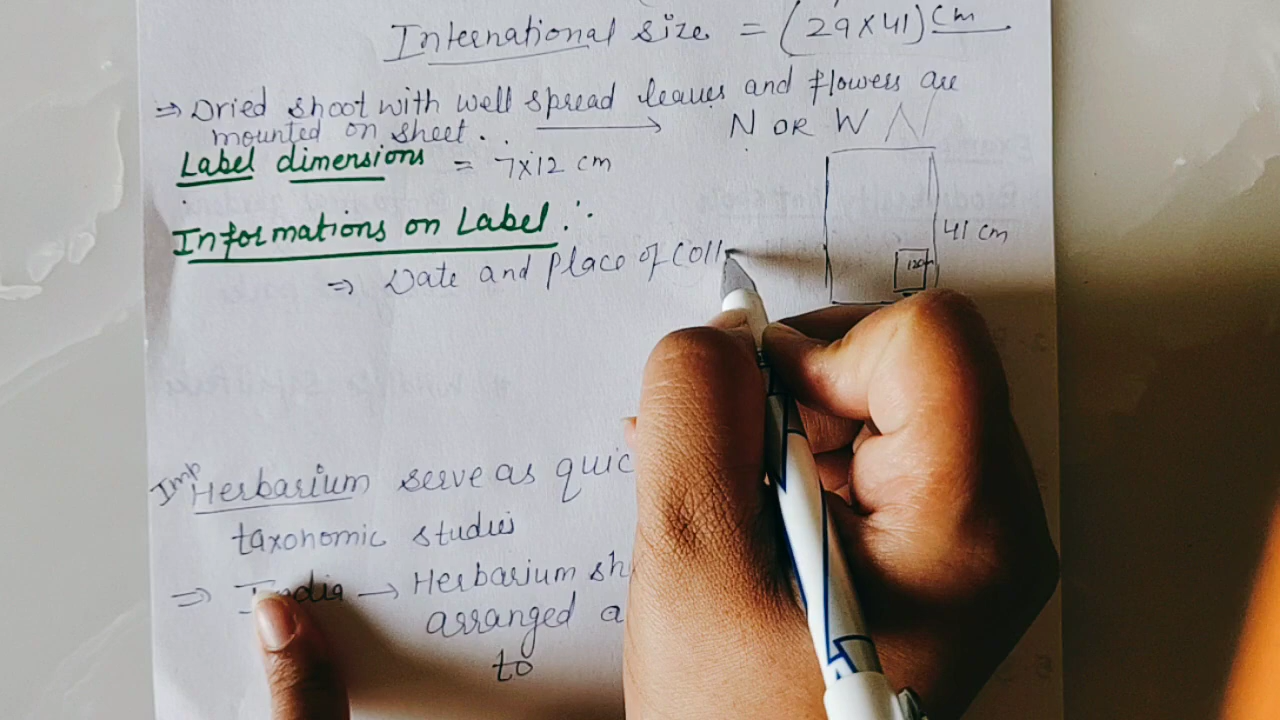 International size = (29x41) cm
⇒ Dried shoot with well spread leaves and flowers are
mounted on sheet. → N OR W N
Label dimensions = 7x12 cm
Informations on Label ∴
41 cm
12cm
⇒ Date and Place of Coll
Imp Herbarium serve as quic
taxonomic studies
⇒ India → Herbarium sh
arranged a
to